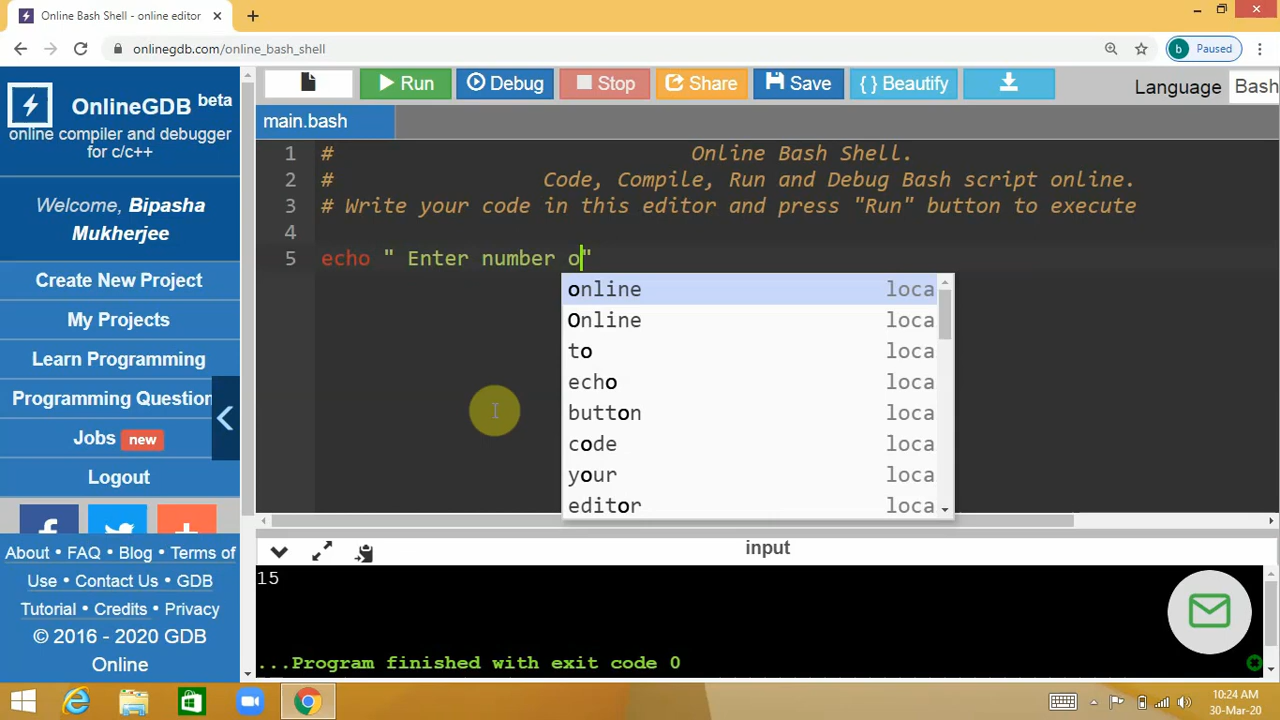 Online Bash Shell - online editor
onlinegdb.com/online_bash_shell
b Paused
OnlineGDB beta
online compiler and debugger
for c/c++
Welcome, Bipasha
Mukherjee
Create New Project
My Projects
Learn Programming
Programming Question
Jobs new
Logout
About • FAQ • Blog • Terms of
Use • Contact Us • GDB
Tutorial • Credits • Privacy
© 2016 - 2020 GDB
Online
Run Debug Stop Share Save { } Beautify Language Bash
main.bash
1 # Online Bash Shell.
2 # Code, Compile, Run and Debug Bash script online.
3 # Write your code in this editor and press "Run" button to execute
4
5 echo " Enter number o"
online loca
Online loca
to loca
echo loca
button loca
code loca
your loca
editor loca
input
15
...Program finished with exit code 0
10:24 AM
30-Mar-20